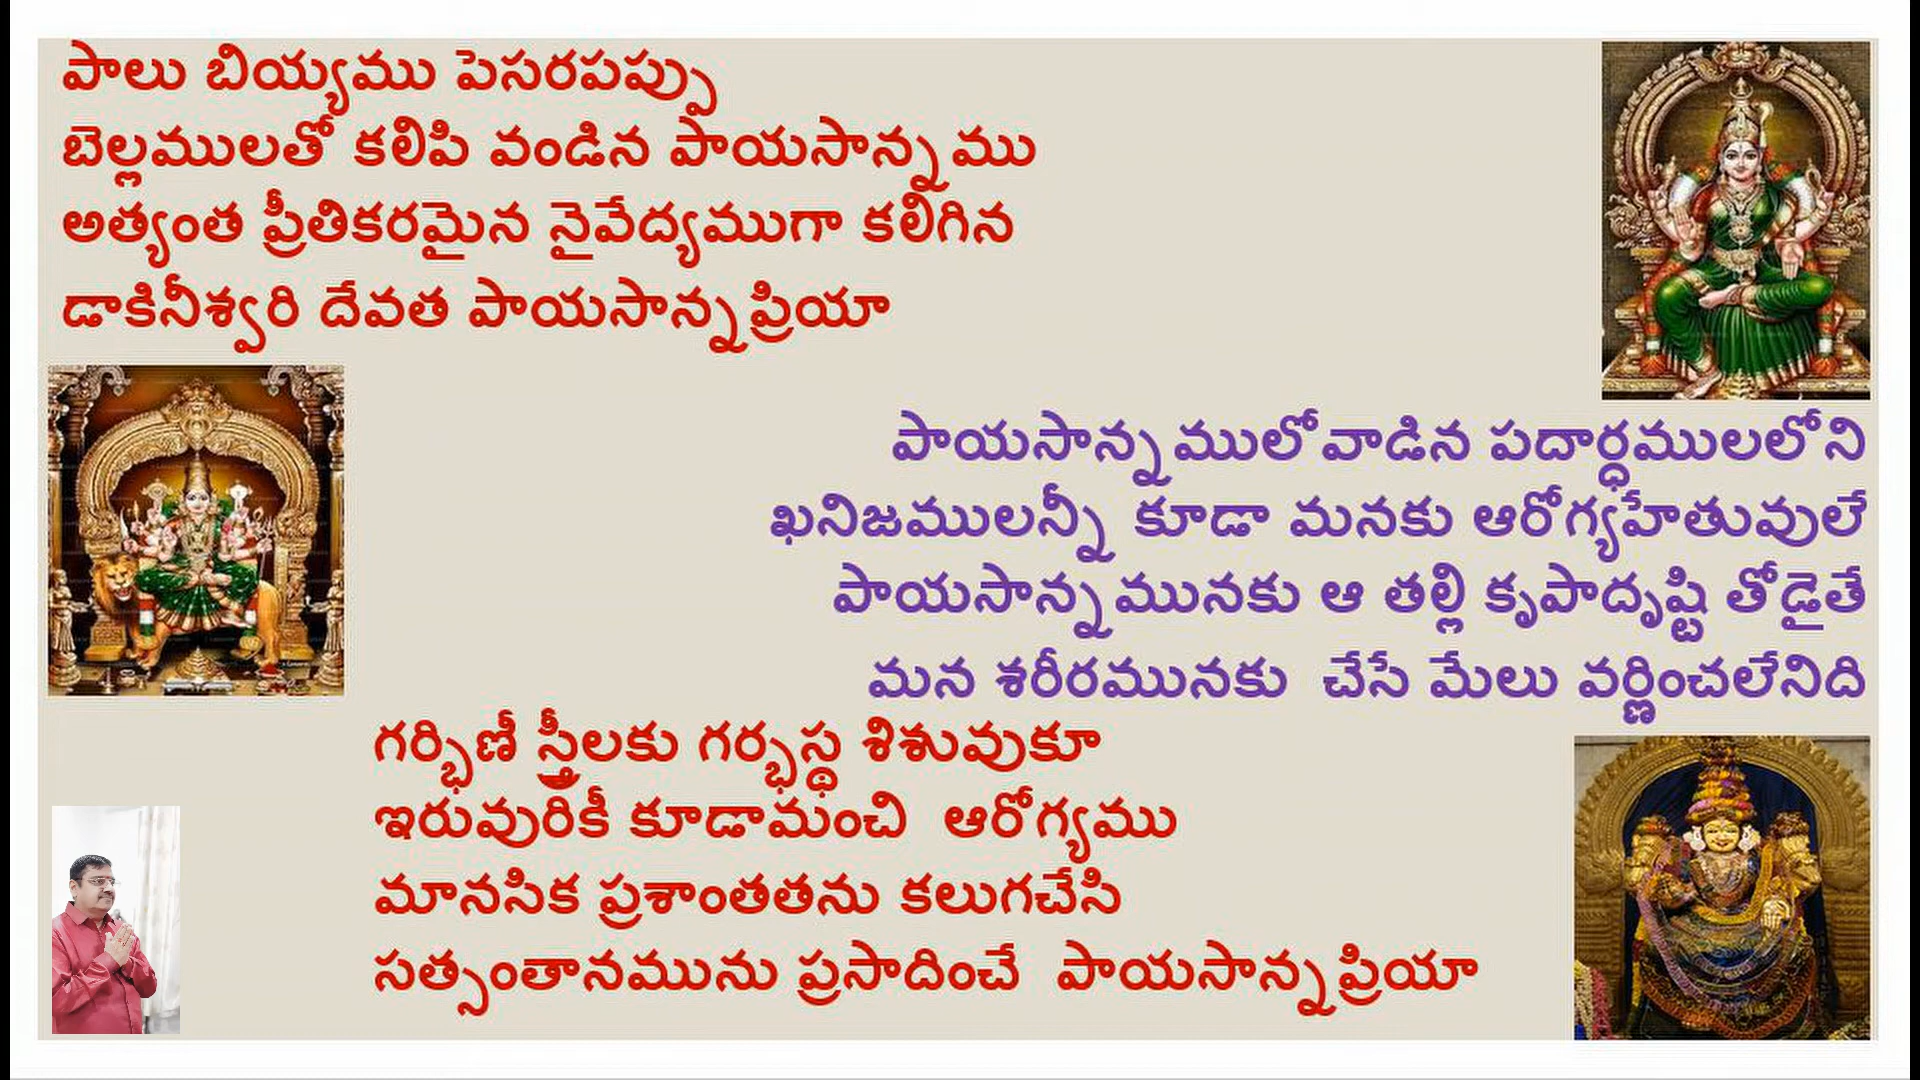 పాలు బియ్యము పెసరపప్పు
బెల్లములతో కలిపి వండిన పాయసాన్నము
అత్యంత ప్రీతికరమైన నైవేద్యముగా కలిగిన
డాకినీశ్వరి దేవత పాయసాన్నప్రియా
పాయసాన్నములోవాడిన పదార్ధములలోని
ఖనిజములన్నీ కూడా మనకు ఆరోగ్యహేతువులే
పాయసాన్నమునకు ఆ తల్లి కృపాదృష్టి తోడైతే
మన శరీరమునకు చేసే మేలు వర్ణించలేనిది
గర్భిణీ స్త్రీలకు గర్భస్థ శిశువుకూ
ఇరువురికీ కూడామంచి ఆరోగ్యము
మానసిక ప్రశాంతతను కలుగచేసి
సత్సంతానమును ప్రసాదించే పాయసాన్నప్రియా